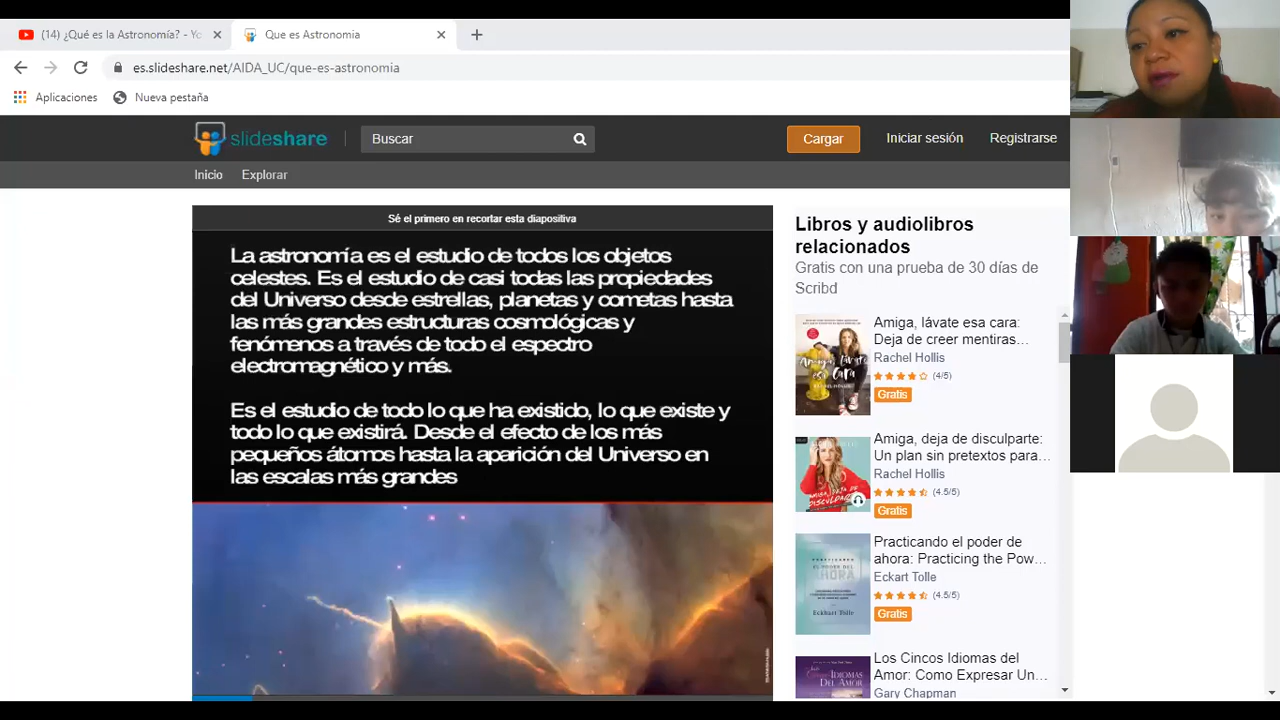 (14) ¿Qué es la Astronomía? - Yo
Que es Astronomia
es.slideshare.net/AIDA_UC/que-es-astronomia
Aplicaciones
Nueva pestaña
slideshare
Buscar
Cargar
Iniciar sesión
Registrarse
Inicio
Explorar
Sé el primero en recortar esta diapositiva
La astronomía es el estudio de todos los objetos
celestes. Es el estudio de casi todas las propiedades
del Universo desde estrellas, planetas y cometas hasta
las más grandes estructuras cosmológicas y
fenómenos a través de todo el espectro
electromagnético y más.
Es el estudio de todo lo que ha existido, lo que existe y
todo lo que existirá. Desde el efecto de los más
pequeños átomos hasta la aparición del Universo en
las escalas más grandes
Libros y audiolibros
relacionados
Gratis con una prueba de 30 días de
Scribd
Amiga, lávate esa cara:
Deja de creer mentiras…
Rachel Hollis
(4/5)
Gratis
Amiga, deja de disculparte:
Un plan sin pretextos para…
Rachel Hollis
(4.5/5)
Gratis
Practicando el poder de
ahora: Practicing the Pow…
Eckart Tolle
(4.5/5)
Gratis
Los Cinco Idiomas del
Amor: Como Expresar Un…
Gary Chapman